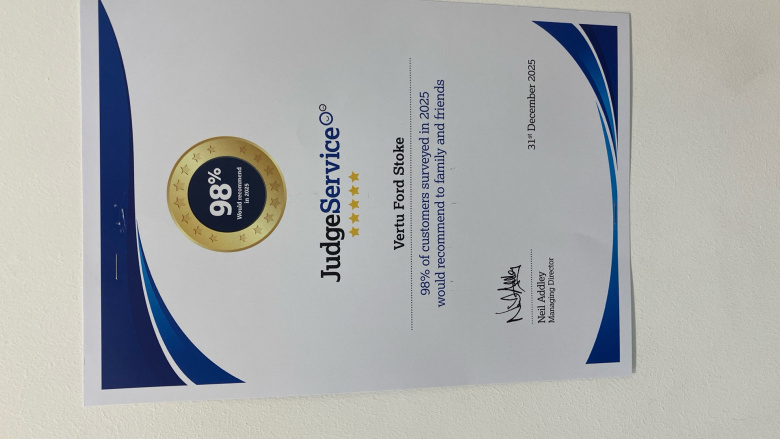 98%
Would recommend
in 2025
JudgeService
Vertu Ford Stoke
98% of customers surveyed in 2025
would recommend to family and friends
Neil Addley
Managing Director
31st December 2025